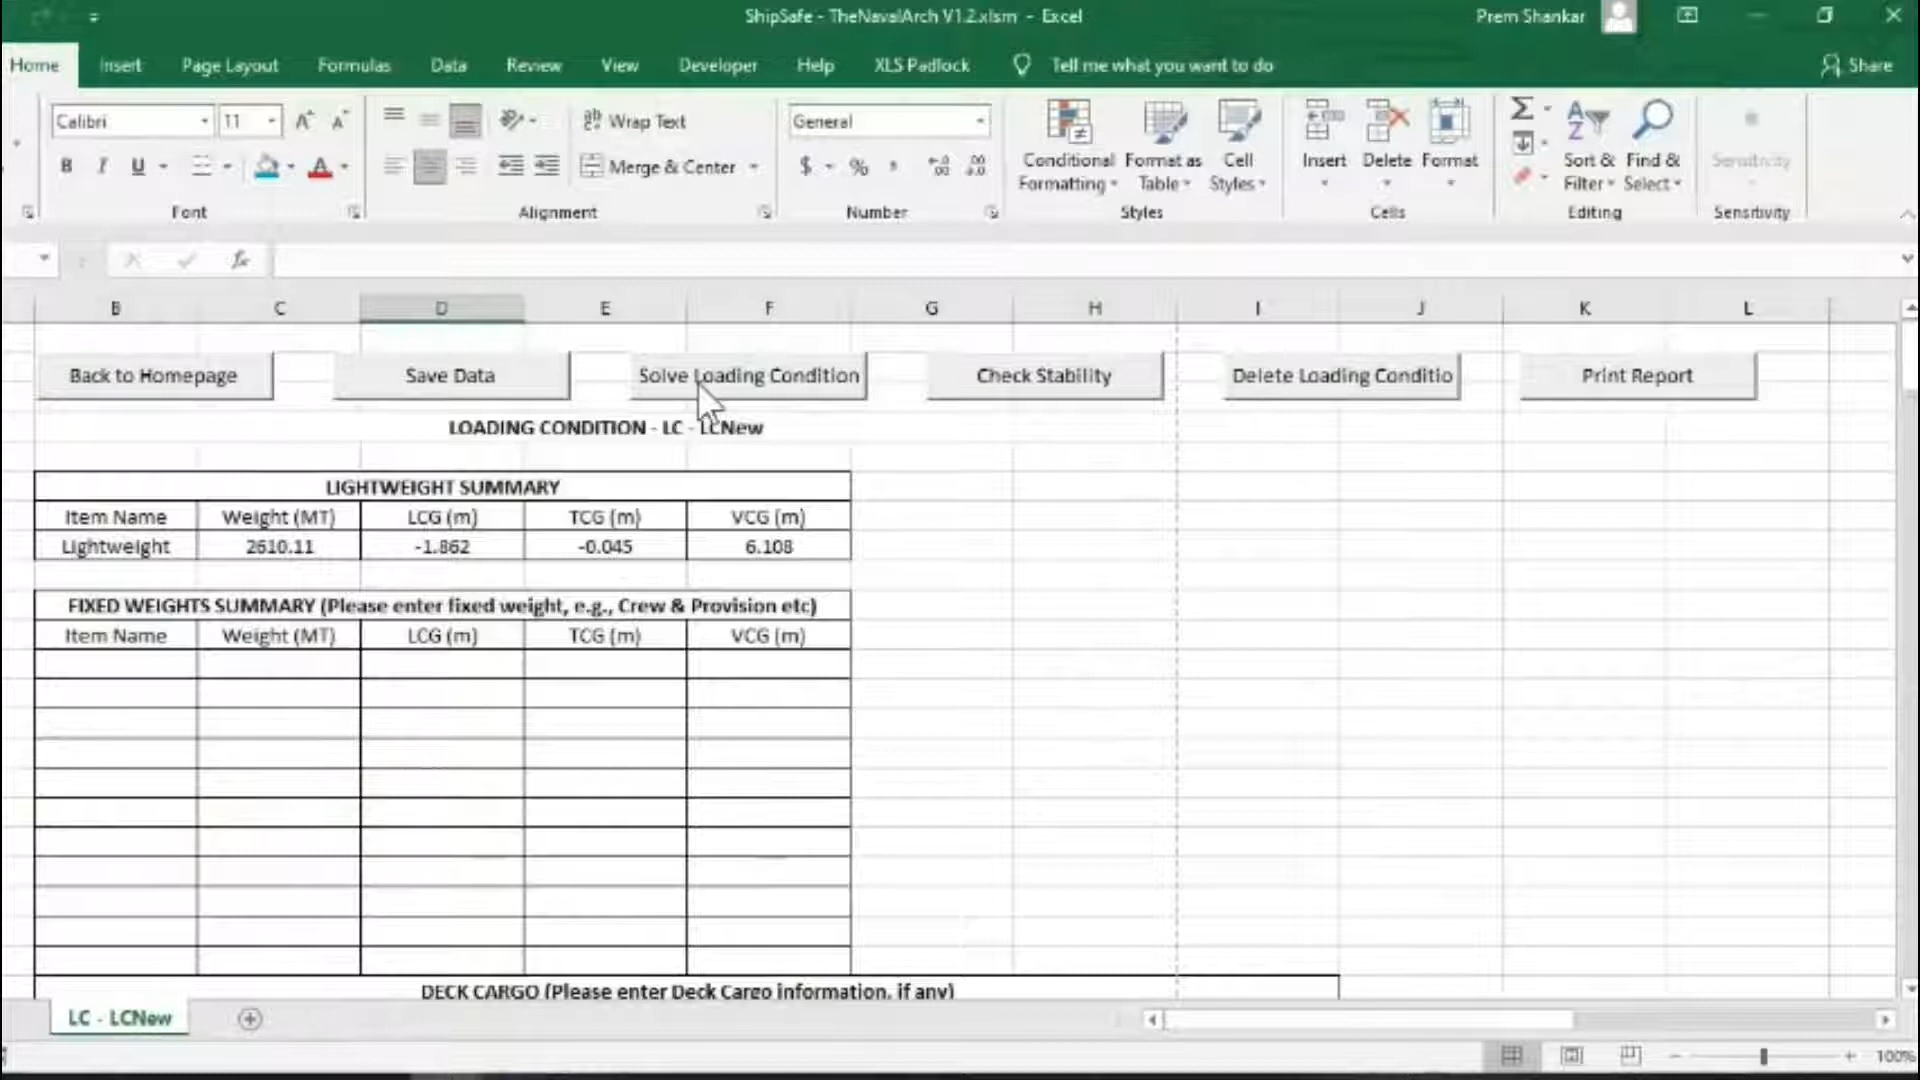 ShipSafe - TheNavalArch V1.2.xlsm - Excel
Prem Shankar
Home Insert Page Layout Formulas Data Review View Developer Help XLS Padlock Tell me what you want to do Share
Calibri 11 Wrap Text General
B I U Merge & Center $ % Conditional Formatting Format as Table Cell Styles Insert Delete Format Sort & Filter Find & Select Sensitivity
Font Alignment Number Styles Cells Editing Sensitivity
fx
B C D E F G H I J K L
Back to Homepage Save Data Solve Loading Condition Check Stability Delete Loading Conditio Print Report
LOADING CONDITION - LC - LCNew
LIGHTWEIGHT SUMMARY
Item Name Weight (MT) LCG (m) TCG (m) VCG (m)
Lightweight 2610.11 -1.862 -0.045 6.108
FIXED WEIGHTS SUMMARY (Please enter fixed weight, e.g., Crew & Provision etc)
Item Name Weight (MT) LCG (m) TCG (m) VCG (m)
DECK CARGO (Please enter Deck Cargo information, if any)
LC - LCNew
100%